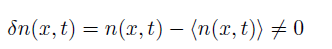 δn(x, t) = n(x, t) − ⟨n(x, t)⟩ ≠ 0